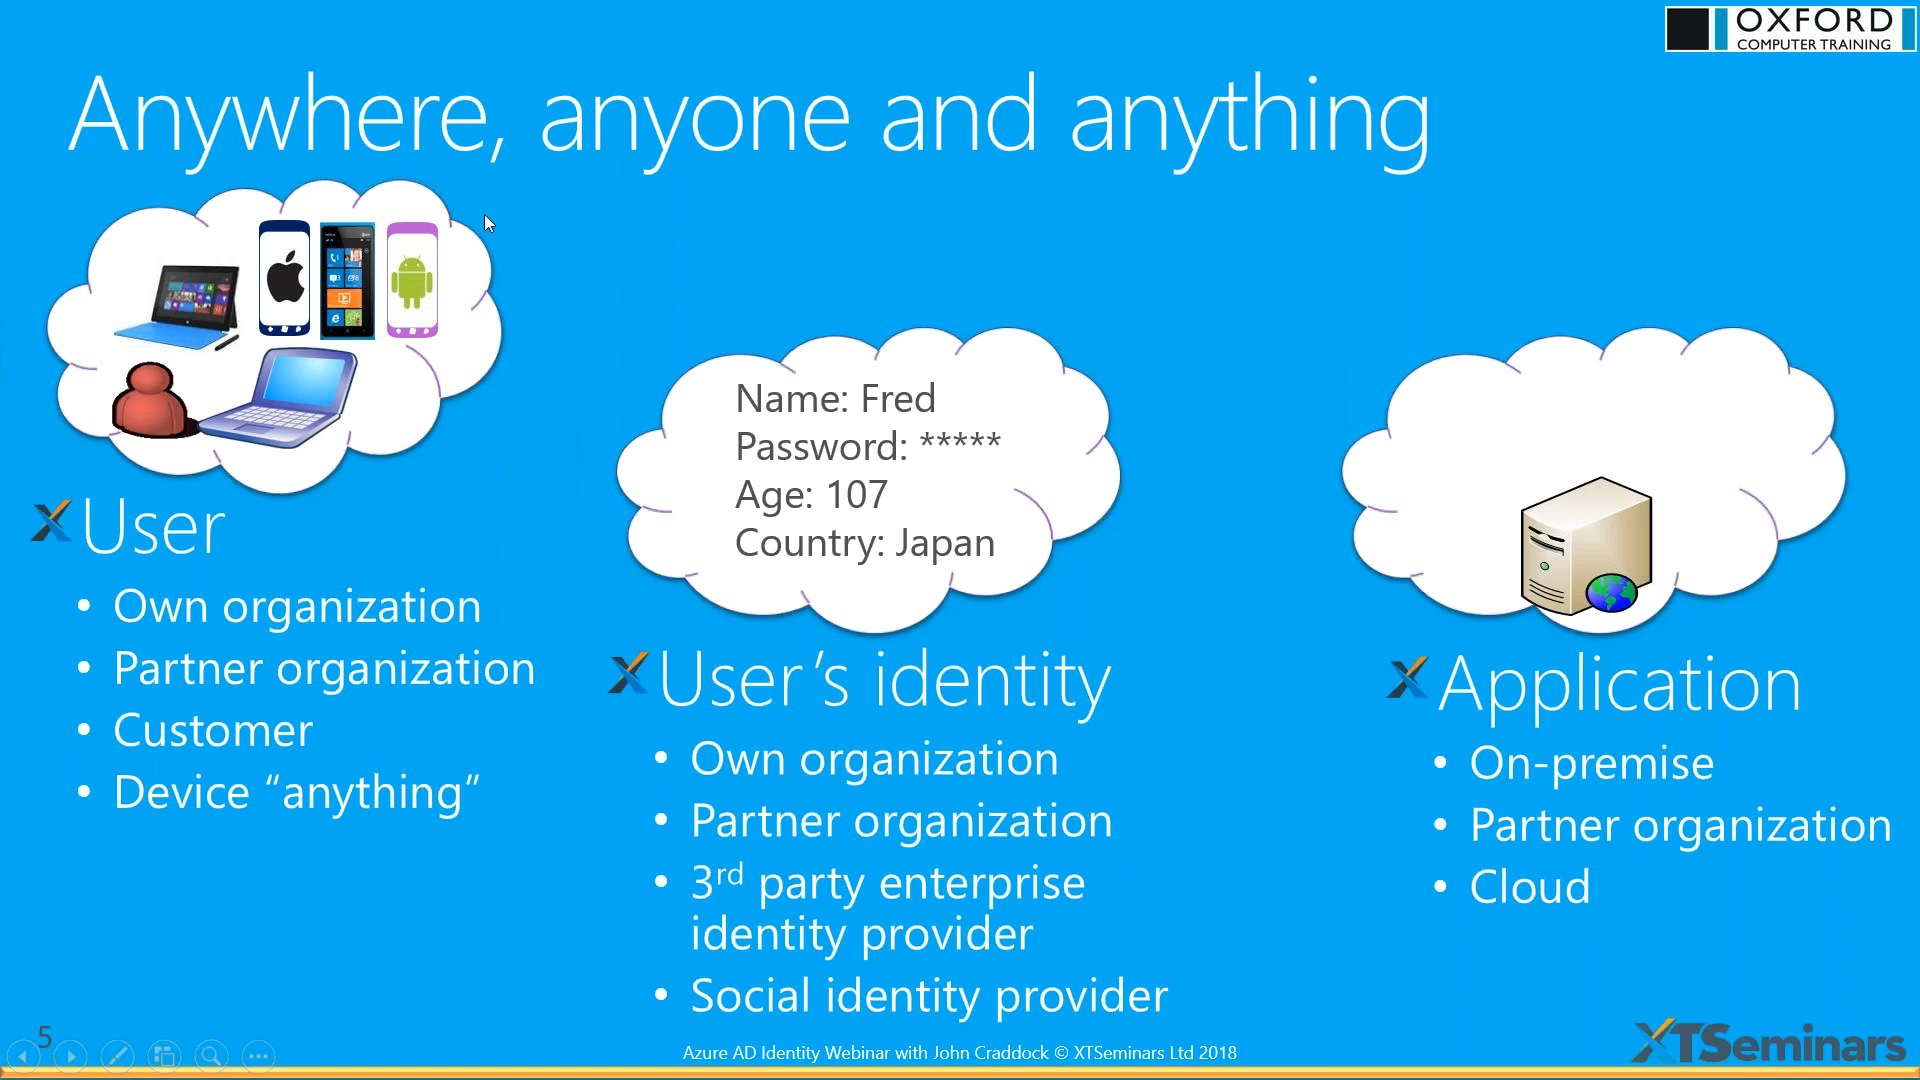 OXFORD
COMPUTER TRAINING
Anywhere, anyone and anything
Name: Fred
Password: *****
Age: 107
Country: Japan
User
• Own organization
• Partner organization
• Customer
• Device “anything”
User’s identity
• Own organization
• Partner organization
• 3rd party enterprise
identity provider
• Social identity provider
Application
• On-premise
• Partner organization
• Cloud
5
Azure AD Identity Webinar with John Craddock © XTSeminars Ltd 2018
XTSeminars